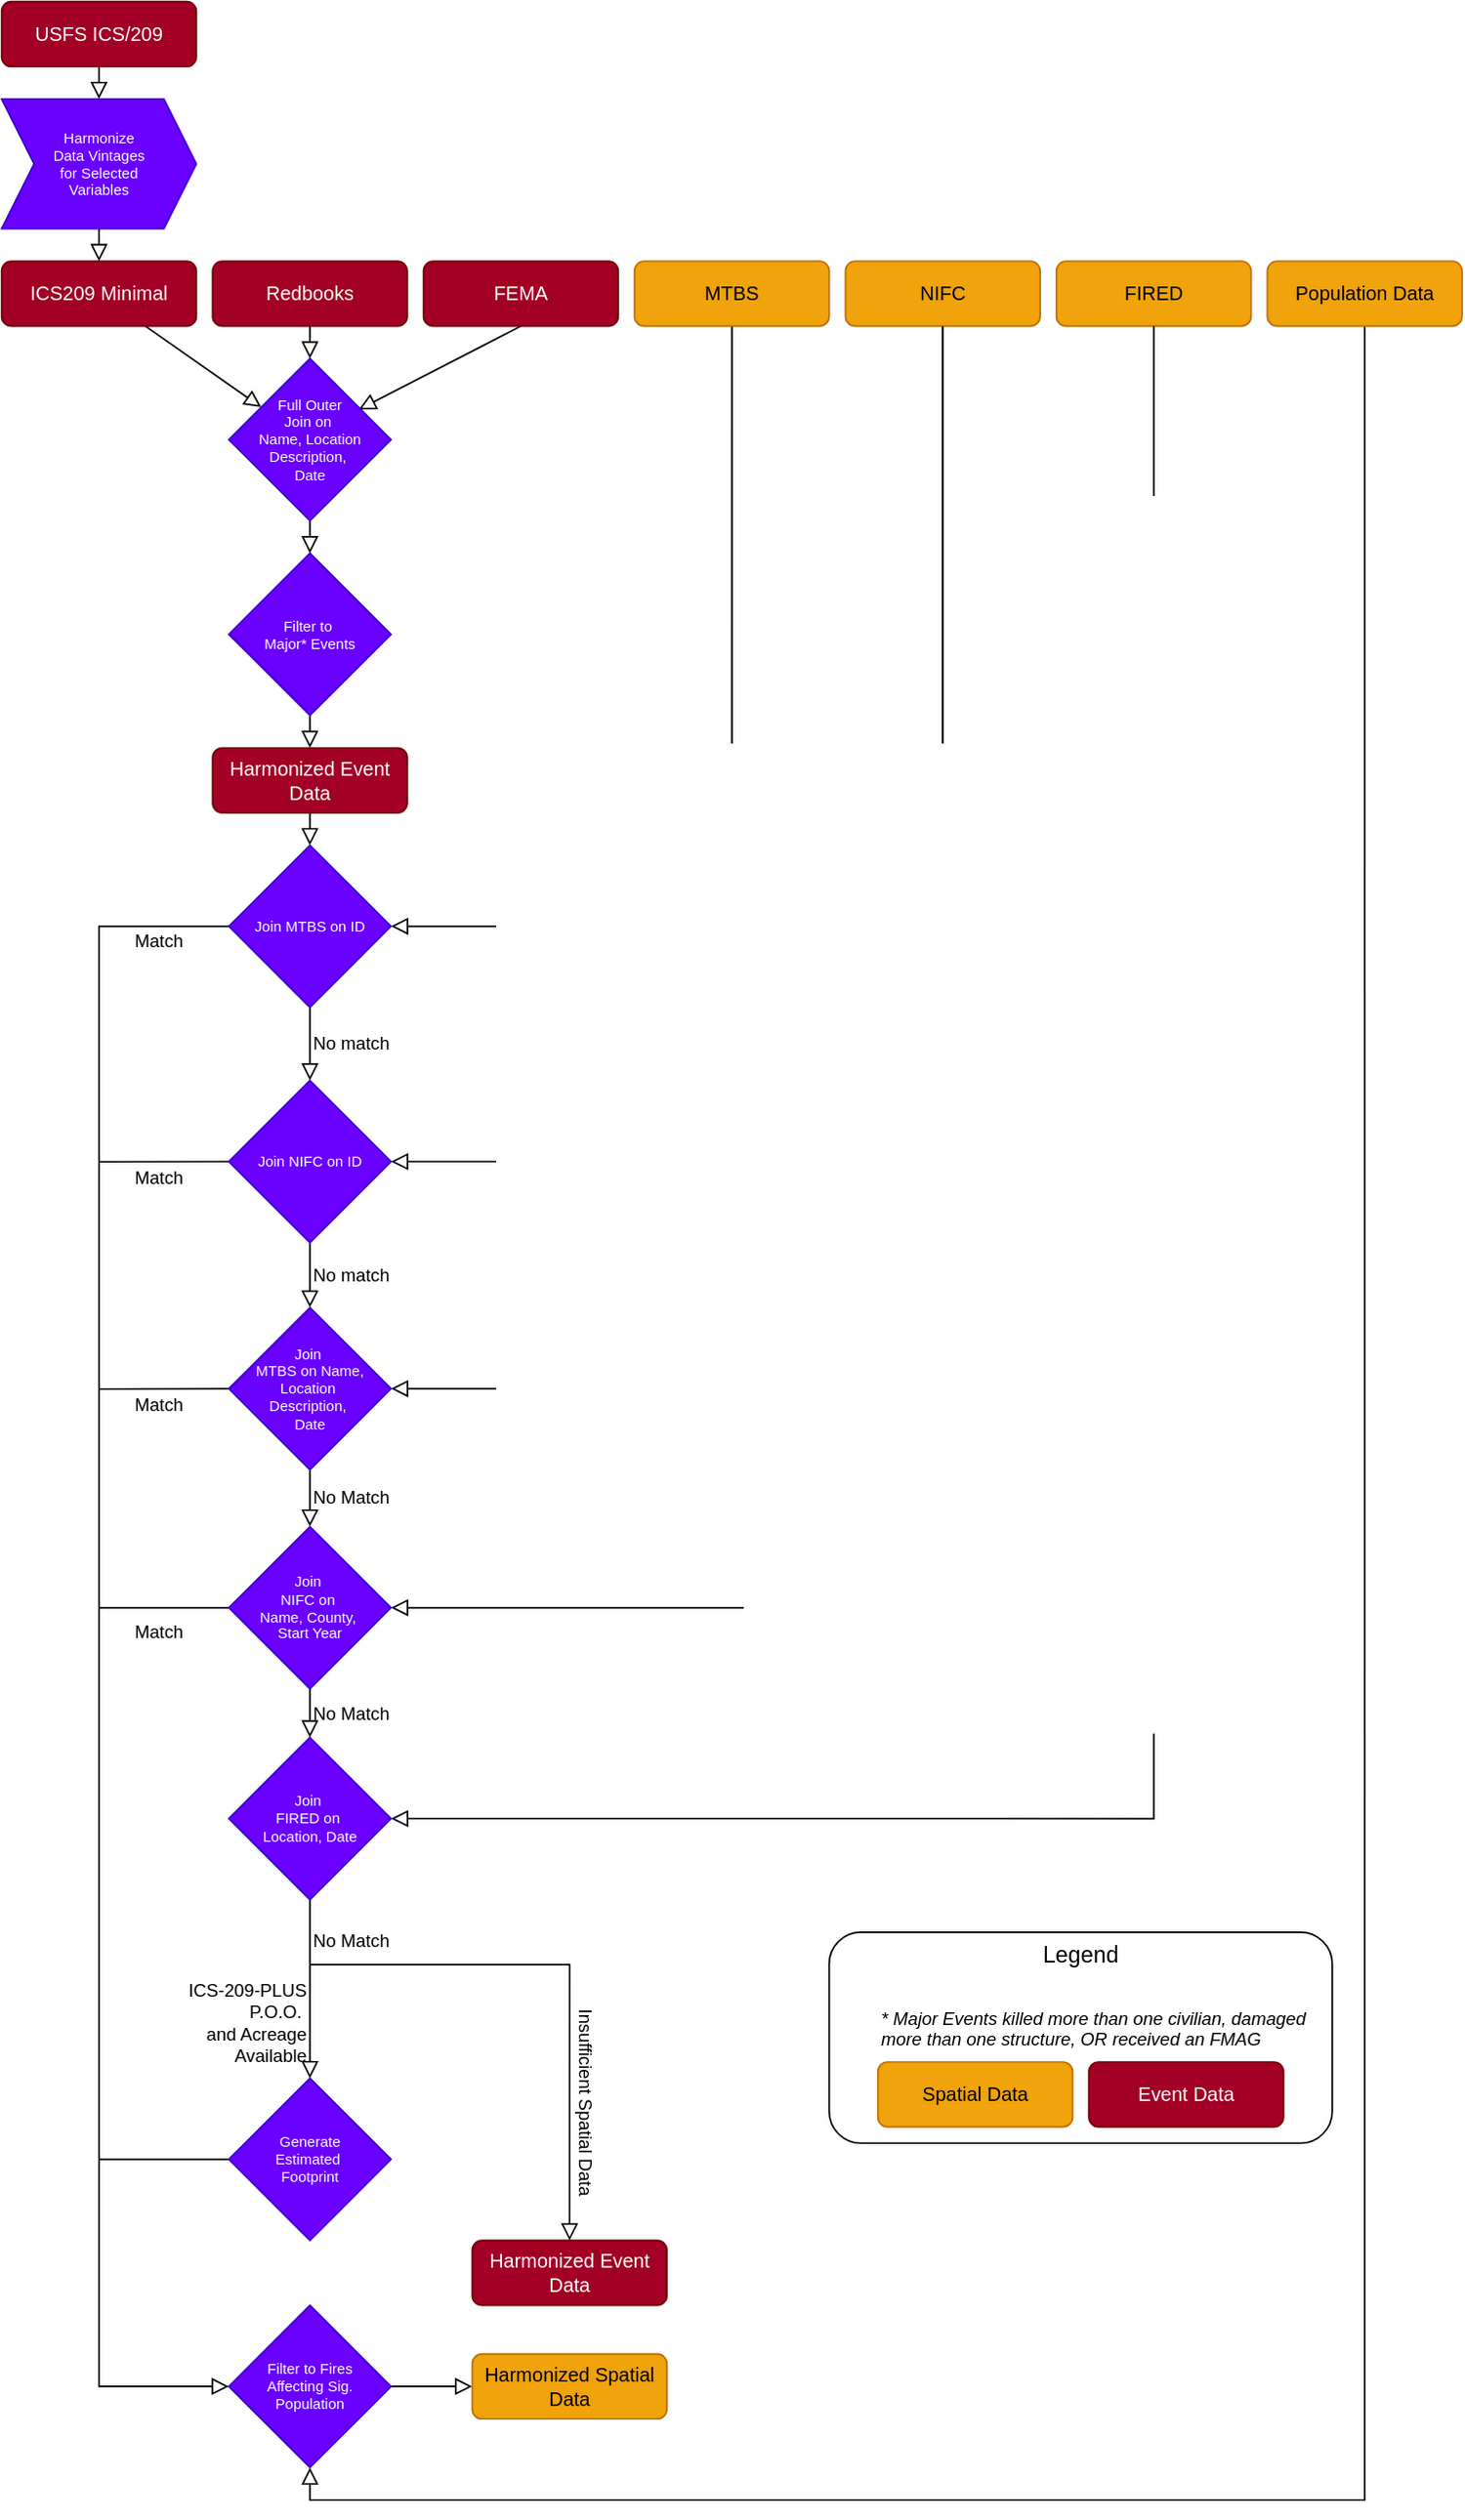 USFS ICS/209
Harmonize
Data Vintages
for Selected
Variables
ICS209 Minimal
Redbooks
FEMA
MTBS
NIFC
FIRED
Population Data
Full Outer
Join on
Name, Location
Description,
Date
Filter to
Major* Events
Harmonized Event
Data
Join MTBS on ID
Match
No match
Join NIFC on ID
Match
No match
Join
MTBS on Name,
Location
Description,
Date
Match
No Match
Join
NIFC on
Name, County,
Start Year
Match
No Match
Join
FIRED on
Location, Date
No Match
ICS-209-PLUS
P.O.O.
and Acreage
Available
Insufficient Spatial Data
Legend
* Major Events killed more than one civilian, damaged
more than one structure, OR received an FMAG
Spatial Data
Event Data
Generate
Estimated
Footprint
Harmonized Event
Data
Filter to Fires
Affecting Sig.
Population
Harmonized Spatial
Data